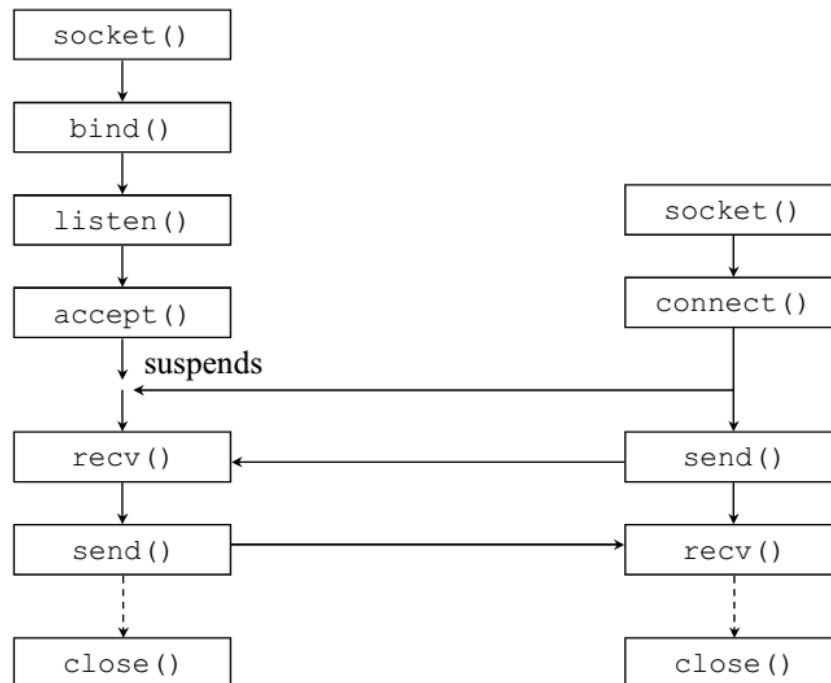 socket()
bind()
listen()
accept()
suspends
recv()
send()
close()
socket()
connect()
send()
recv()
close()